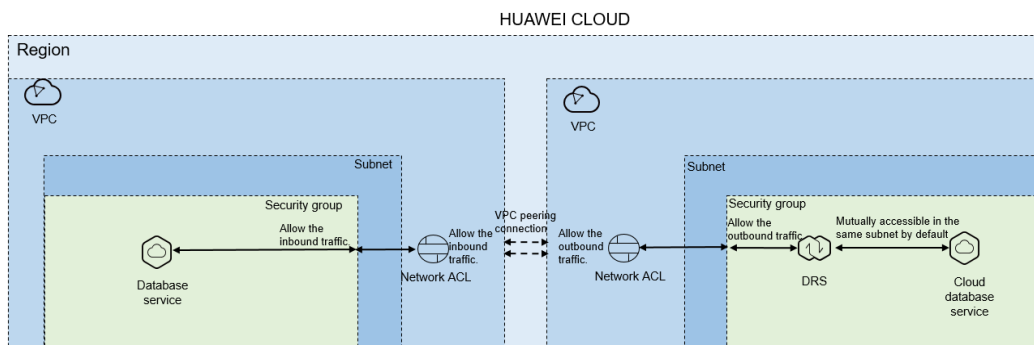 HUAWEI CLOUD
Region
VPC
Subnet
Security group
Allow the
inbound traffic.
Database
service
Allow the
inbound
traffic.
Network ACL
VPC peering
connection
VPC
Allow the
outbound
traffic.
Network ACL
Subnet
Security group
Allow the
outbound traffic.
DRS
Mutually accessible in the
same subnet by default
Cloud
database
service